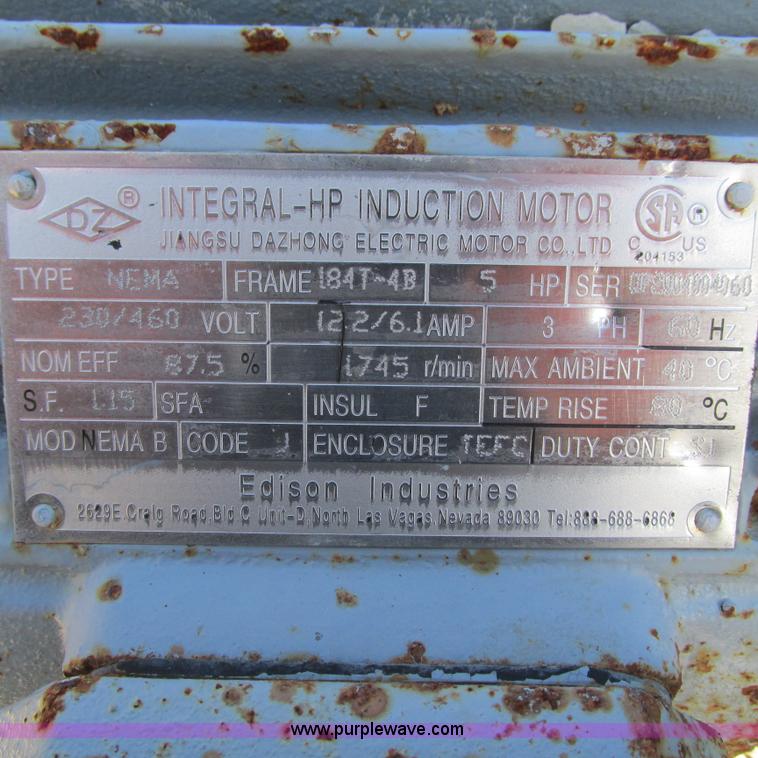 DZ ® INTEGRAL-HP INDUCTION MOTOR SA ®
JIANGSU DAZHONG ELECTRIC MOTOR CO.,LTD C US
204153
TYPE NEMA FRAME 184T-4B 5 HP SER
230/460 VOLT 12.2/6.1 AMP 3 PH 60 Hz
NOM EFF 87.5 % 1745 r/min MAX AMBIENT 40 °C
S.F. 1.15 SFA INSUL F TEMP RISE 80 °C
MOD NEMA B CODE J ENCLOSURE TEFC DUTY CONT
Edison Industries
2629E.Craig Road.Bld C Unit-D,North Las Vegas Nevada 89030 Tel:888-688-6868
www.purplewave.com